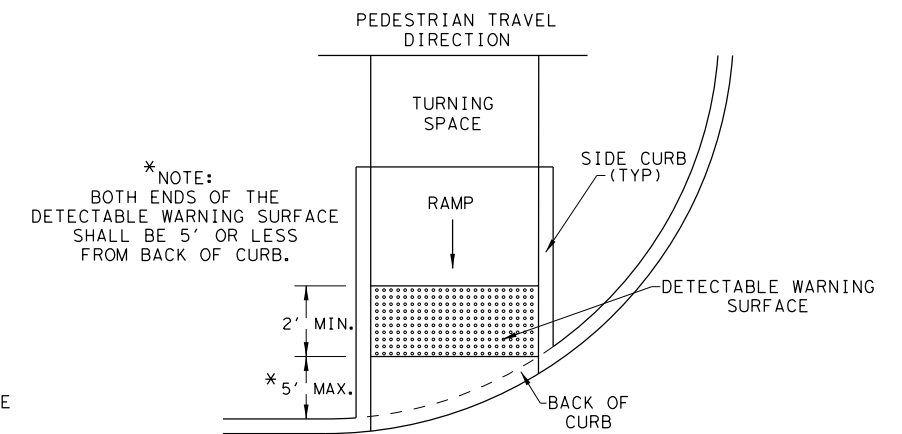 PEDESTRIAN TRAVEL
DIRECTION
TURNING
SPACE
*NOTE:
BOTH ENDS OF THE
DETECTABLE WARNING SURFACE
SHALL BE 5' OR LESS
FROM BACK OF CURB.
SIDE CURB
(TYP)
RAMP
DETECTABLE WARNING
SURFACE
2' MIN.
*5' MAX.
BACK OF
CURB
E